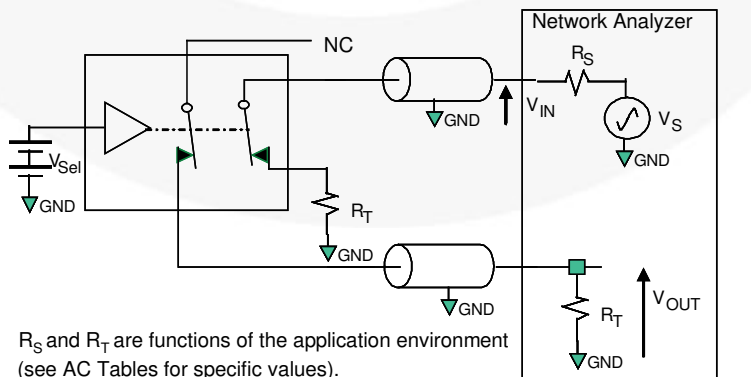 Network Analyzer
NC
R_S
GND
V_IN
V_S
GND
V_Sel
GND
R_T
GND
GND
R_T
V_OUT
GND
R_S and R_T are functions of the application environment
(see AC Tables for specific values).